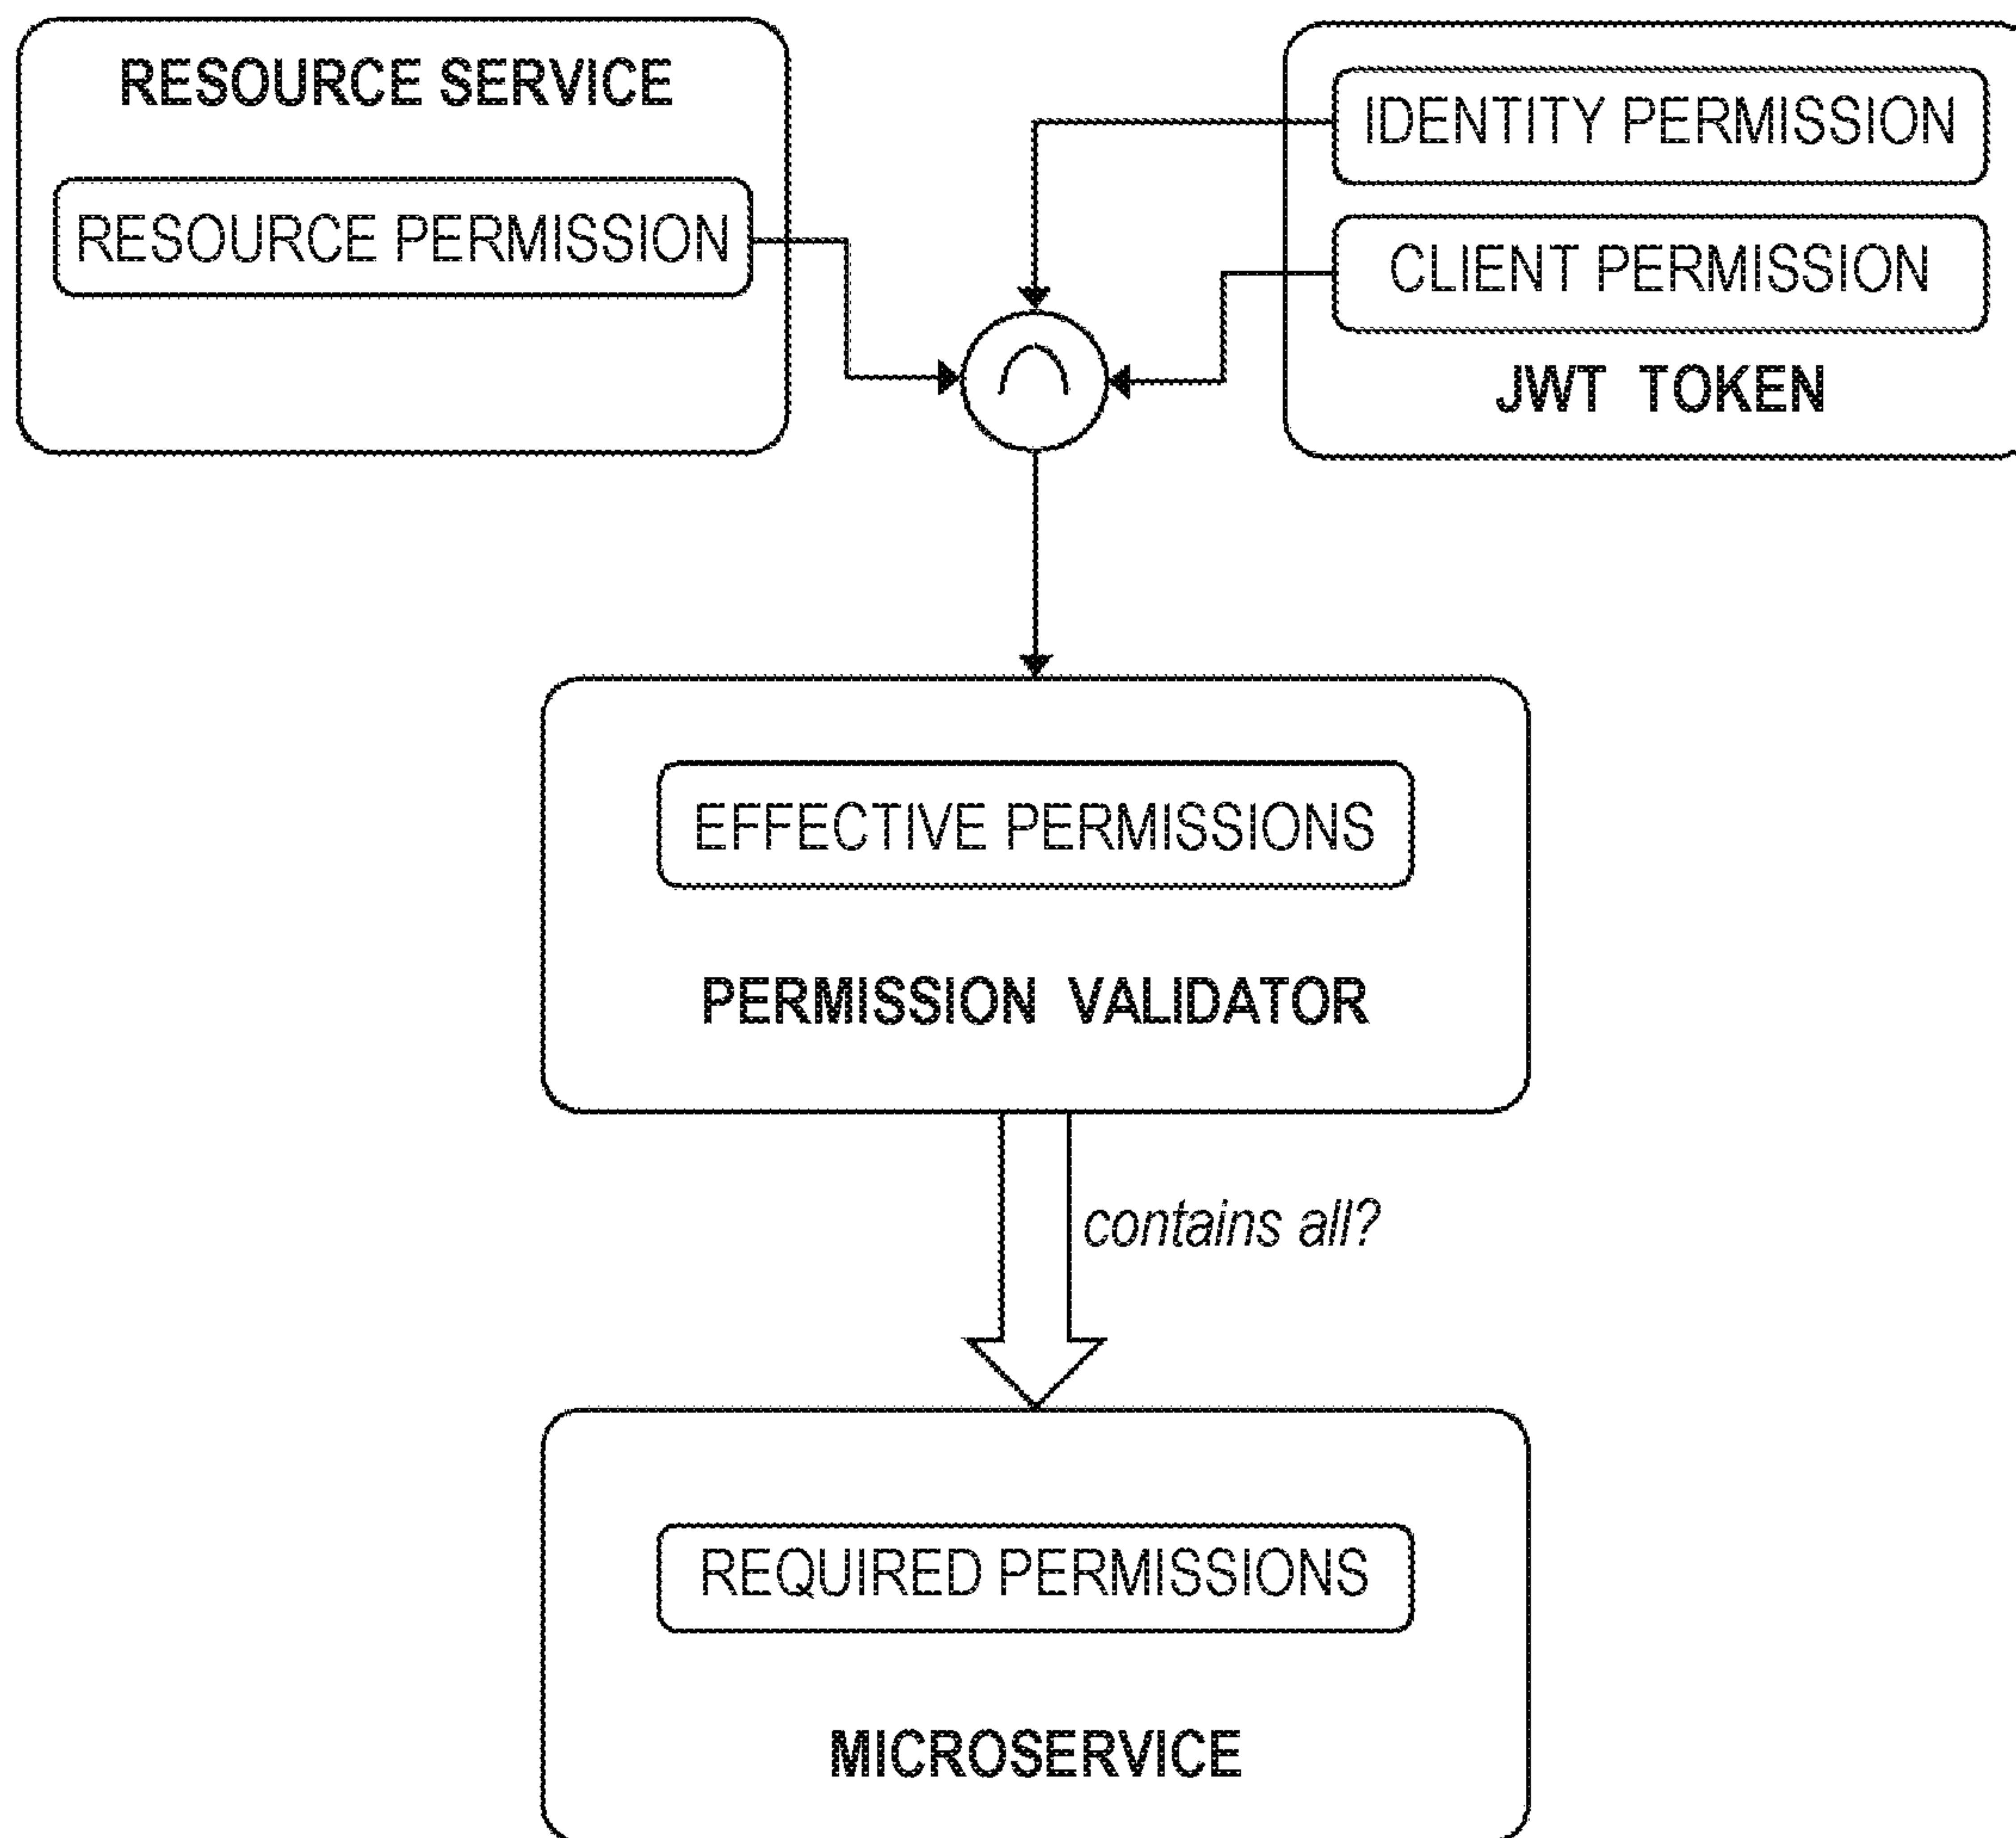 RESOURCE SERVICE
RESOURCE PERMISSION
IDENTITY PERMISSION
CLIENT PERMISSION
JWT TOKEN
EFFECTIVE PERMISSIONS
PERMISSION VALIDATOR
contains all?
REQUIRED PERMISSIONS
MICROSERVICE